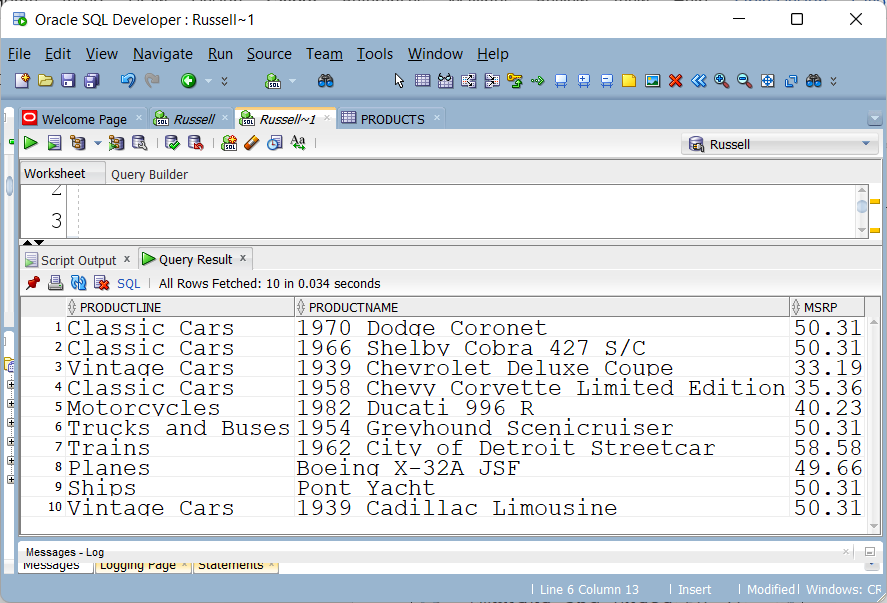 Oracle SQL Developer : Russell~1
File Edit View Navigate Run Source Team Tools Window Help
Welcome Page Russell Russell~1 PRODUCTS
Russell
Worksheet Query Builder
2
3
Script Output Query Result
SQL All Rows Fetched: 10 in 0.034 seconds
PRODUCTLINE PRODUCTNAME MSRP
1 Classic Cars 1970 Dodge Coronet 50.31
2 Classic Cars 1966 Shelby Cobra 427 S/C 50.31
3 Vintage Cars 1939 Chevrolet Deluxe Coupe 33.19
4 Classic Cars 1958 Chevy Corvette Limited Edition 35.36
5 Motorcycles 1982 Ducati 996 R 40.23
6 Trucks and Buses 1954 Greyhound Scenicruiser 50.31
7 Trains 1962 City of Detroit Streetcar 58.58
8 Planes Boeing X-32A JSF 49.66
9 Ships Pont Yacht 50.31
10 Vintage Cars 1939 Cadillac Limousine 50.31
Messages - Log
Messages Logging Page Statements
Line 6 Column 13 Insert Modified Windows: CR